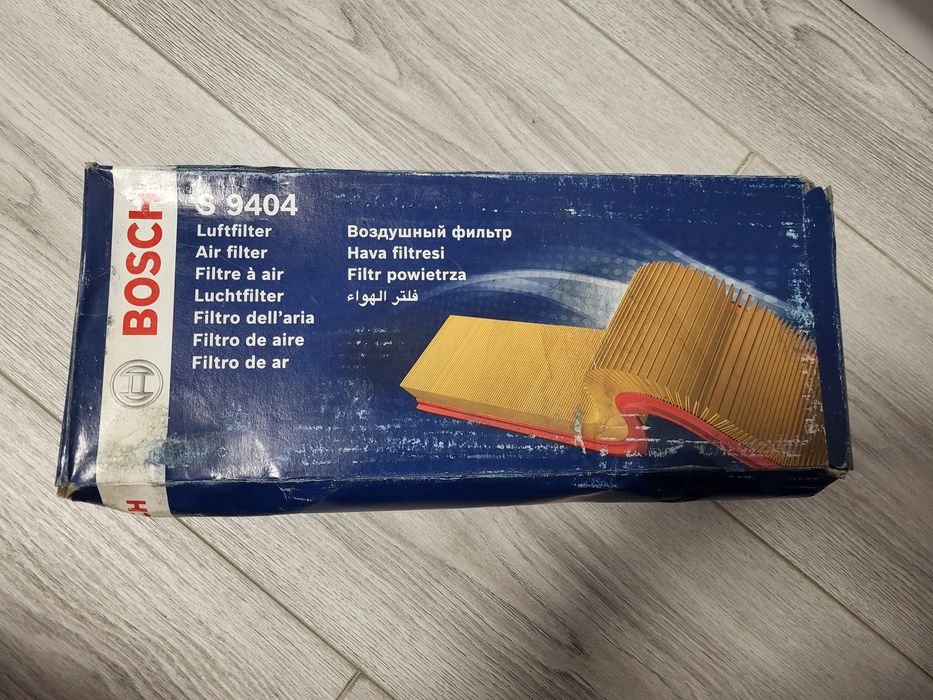 BOSCH
S 9404
Luftfilter
Air filter
Filtre à air
Luchtfilter
Filtro dell'aria
Filtro de aire
Filtro de ar
Воздушный фильтр
Hava filtresi
Filtr powietrza
فلتر الهواء
CH